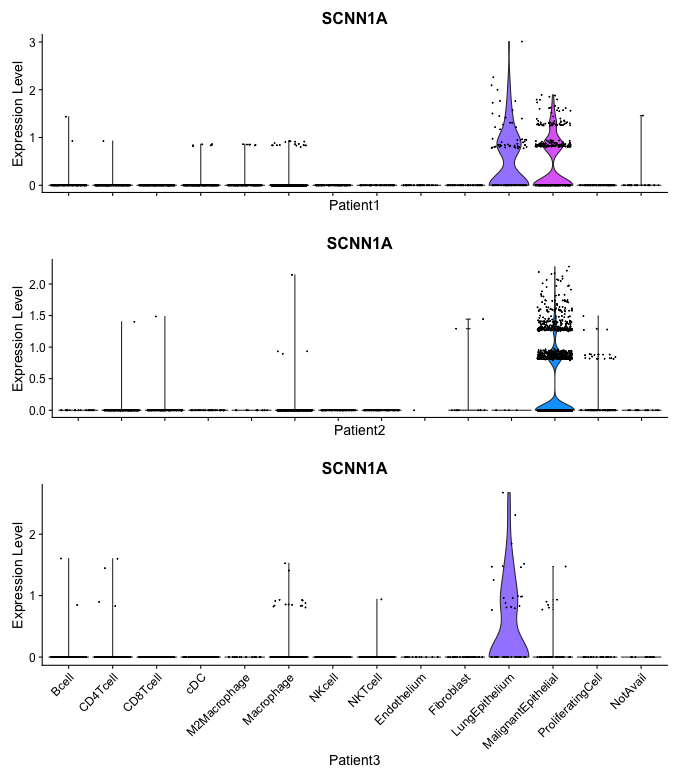 SCNN1A
Expression Level
3
2
1
0
Patient1
SCNN1A
Expression Level
2.0
1.5
1.0
0.5
0.0
Patient2
SCNN1A
Expression Level
2
1
0
Bcell
CD4Tcell
CD8Tcell
cDC
M2Macrophage
Macrophage
NKcell
NKTcell
Endothelium
Fibroblast
LungEpithelium
MalignantEpithelial
ProliferatingCell
NotAvail
Patient3